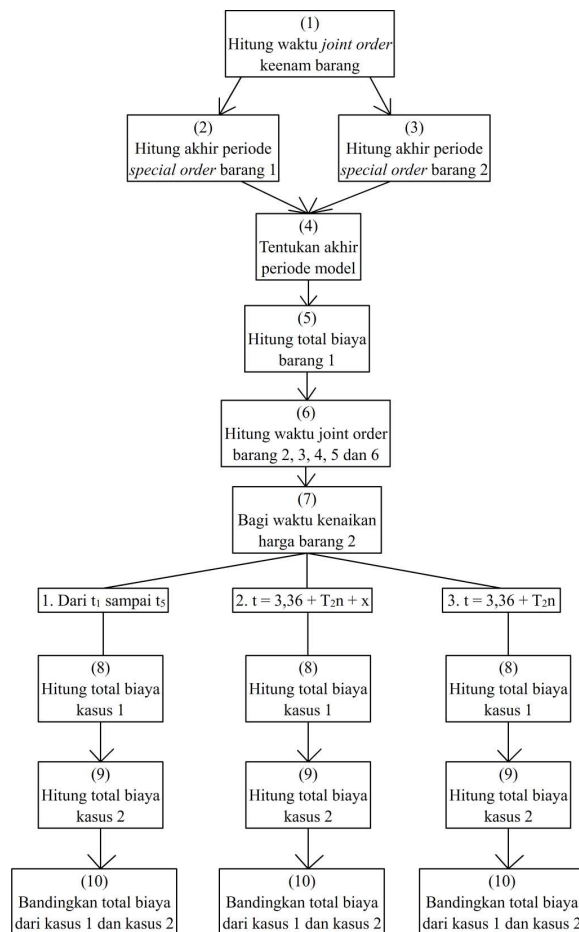 (1)
Hitung waktu joint order
keenam barang
(2)
Hitung akhir periode
special order barang 1
(3)
Hitung akhir periode
special order barang 2
(4)
Tentukan akhir
periode model
(5)
Hitung total biaya
barang 1
(6)
Hitung waktu joint order
barang 2, 3, 4, 5 dan 6
(7)
Bagi waktu kenaikan
harga barang 2
1. Dari t₁ sampai t₅
2. t = 3,36 + T₂n + x
3. t = 3,36 + T₂n
(8)
Hitung total biaya
kasus 1
(8)
Hitung total biaya
kasus 1
(8)
Hitung total biaya
kasus 1
(9)
Hitung total biaya
kasus 2
(9)
Hitung total biaya
kasus 2
(9)
Hitung total biaya
kasus 2
(10)
Bandingkan total biaya
dari kasus 1 dan kasus 2
(10)
Bandingkan total biaya
dari kasus 1 dan kasus 2
(10)
Bandingkan total biaya
dari kasus 1 dan kasus 2